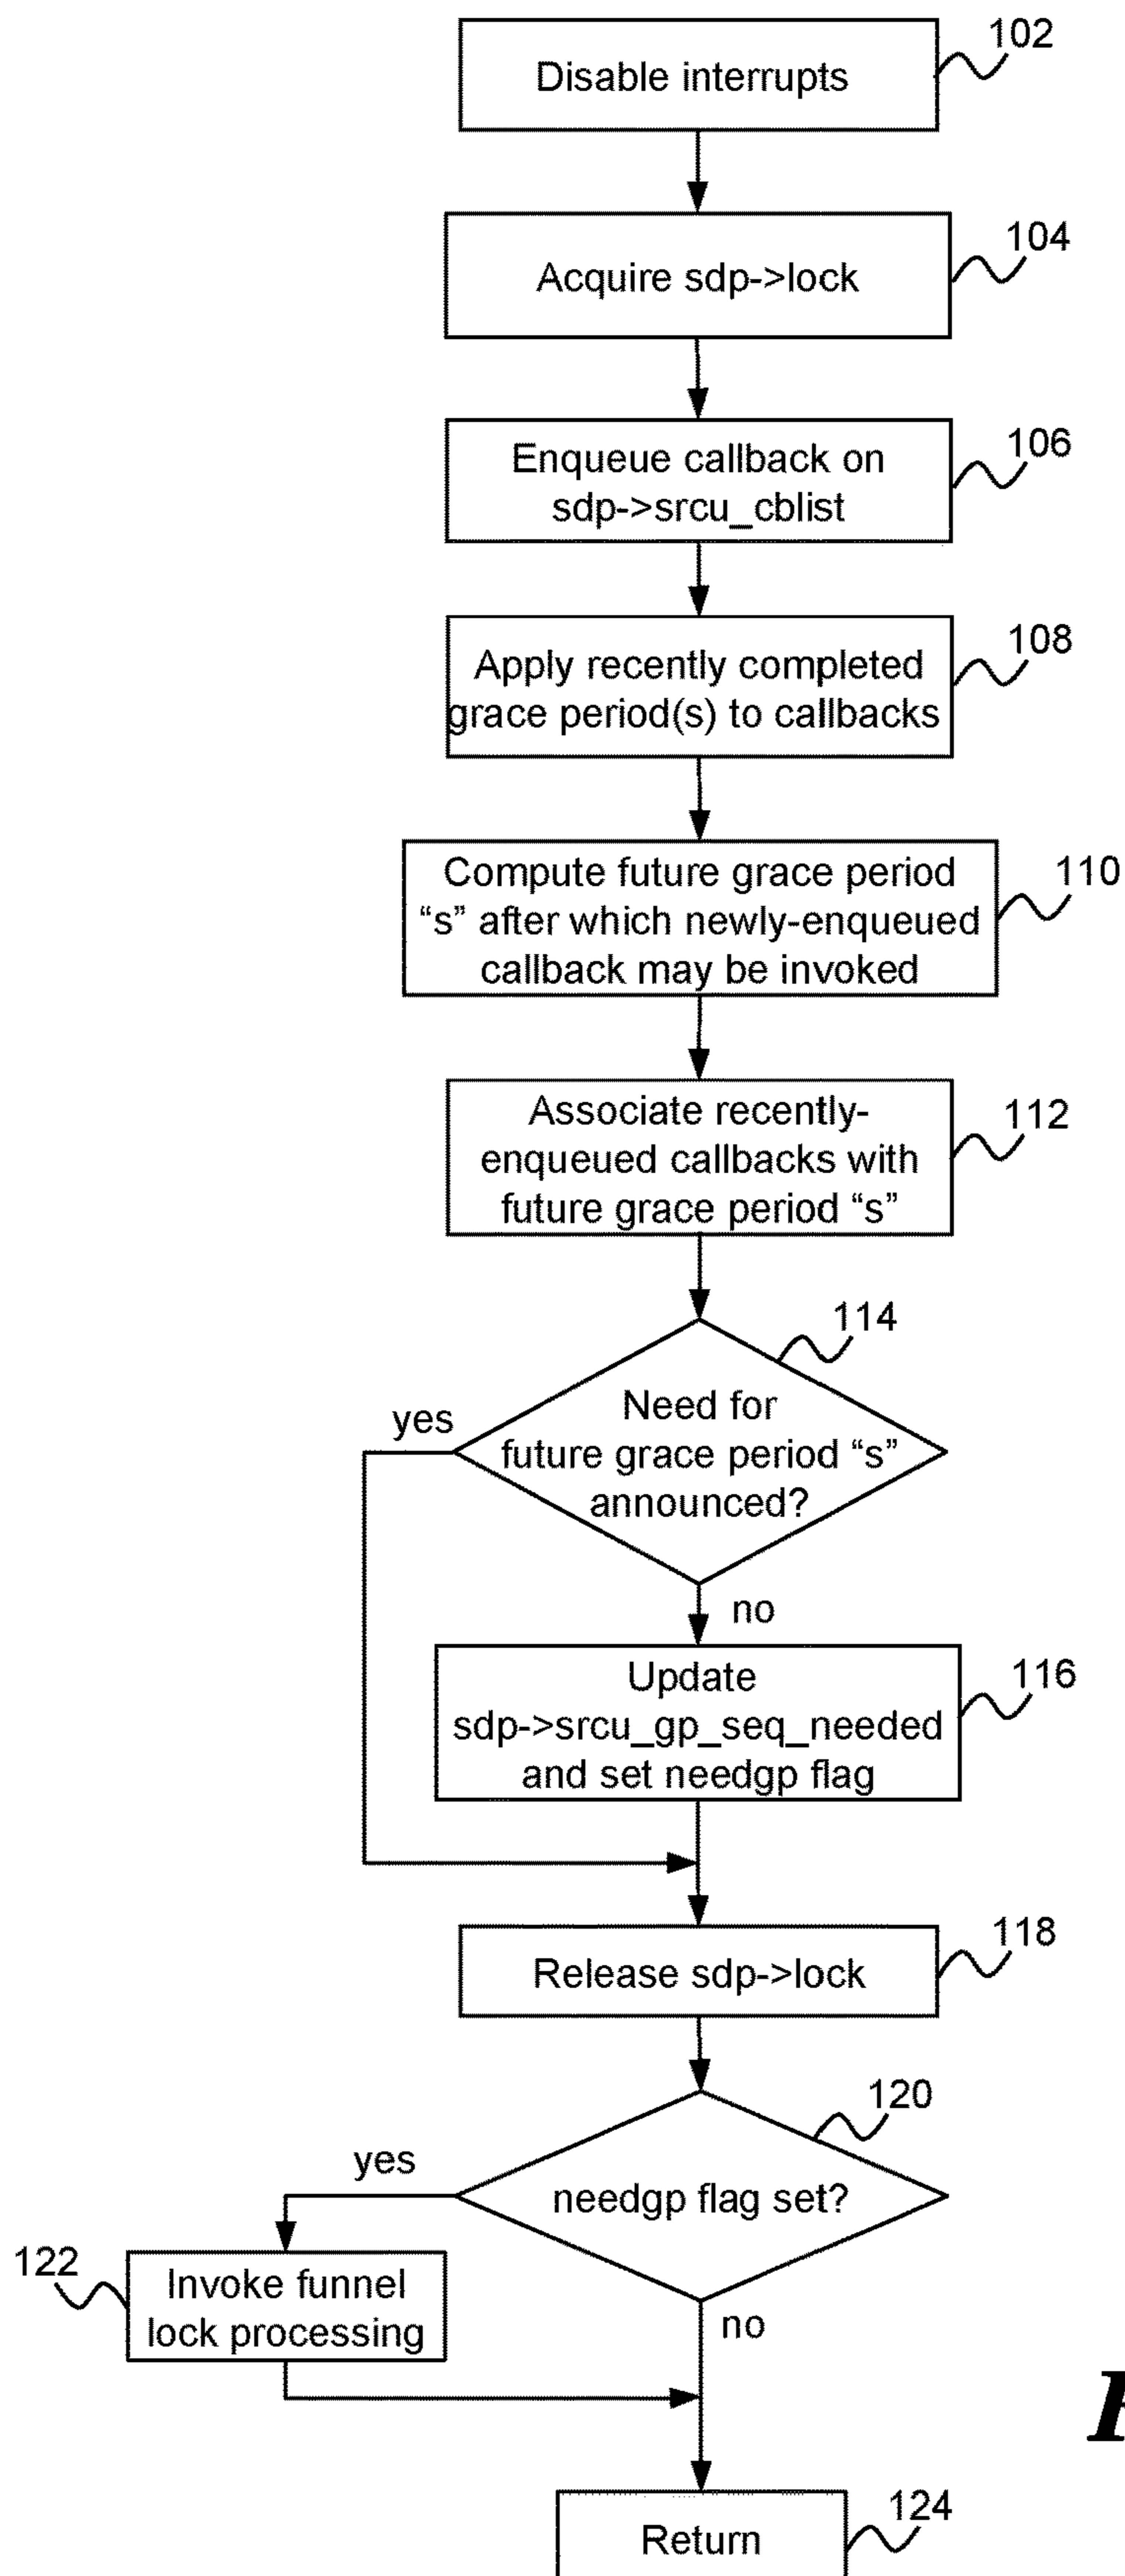 102
Disable interrupts
104
Acquire sdp->lock
106
Enqueue callback on
sdp->srcu_cblist
108
Apply recently completed
grace period(s) to callbacks
110
Compute future grace period
“s” after which newly-enqueued
callback may be invoked
112
Associate recently-
enqueued callbacks with
future grace period “s”
114
yes
Need for
future grace period “s”
announced?
no
116
Update
sdp->srcu_gp_seq_needed
and set needgp flag
118
Release sdp->lock
120
yes
needgp flag set?
122
Invoke funnel
lock processing
no
124
Return